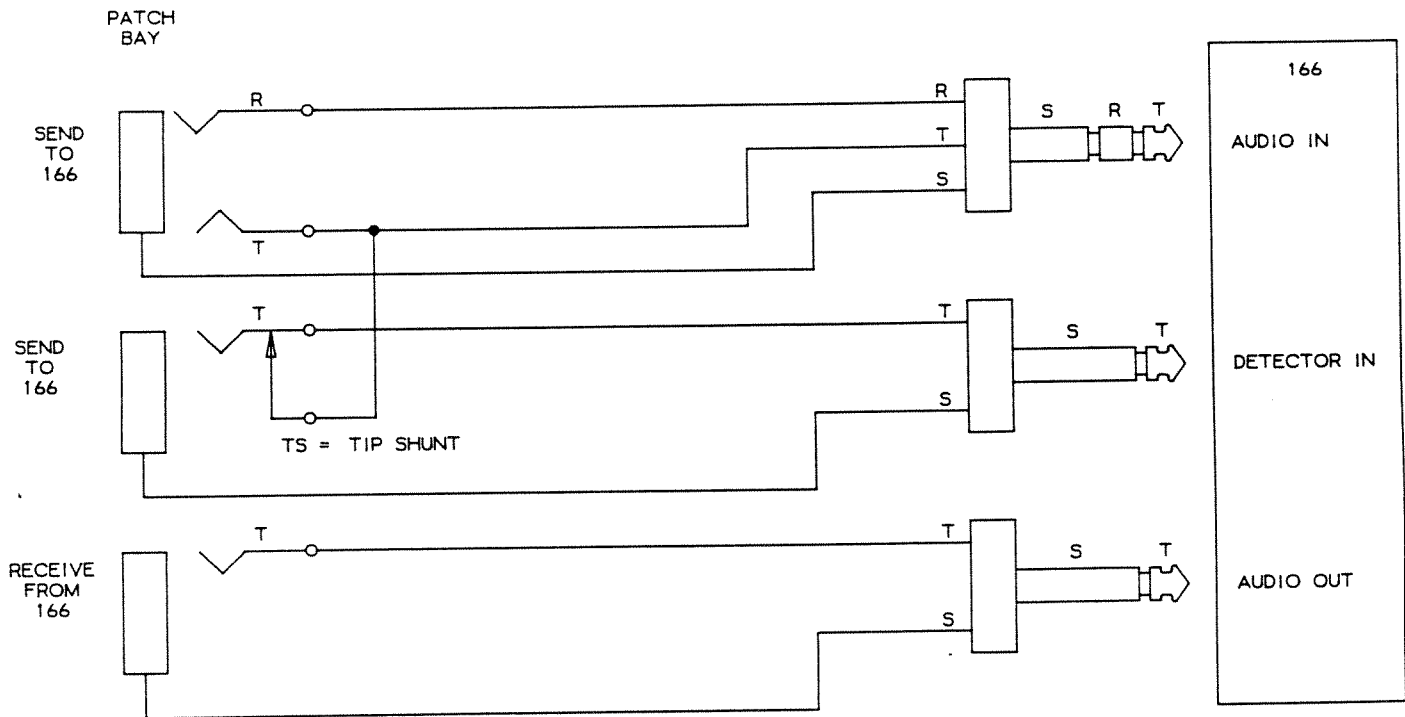 PATCH
BAY
166
R
R
S R T
SEND
TO
166
T
AUDIO IN
S
T
T
T
S T
SEND
TO
166
DETECTOR IN
S
TS = TIP SHUNT
T
T
S T
RECEIVE
FROM
166
AUDIO OUT
S